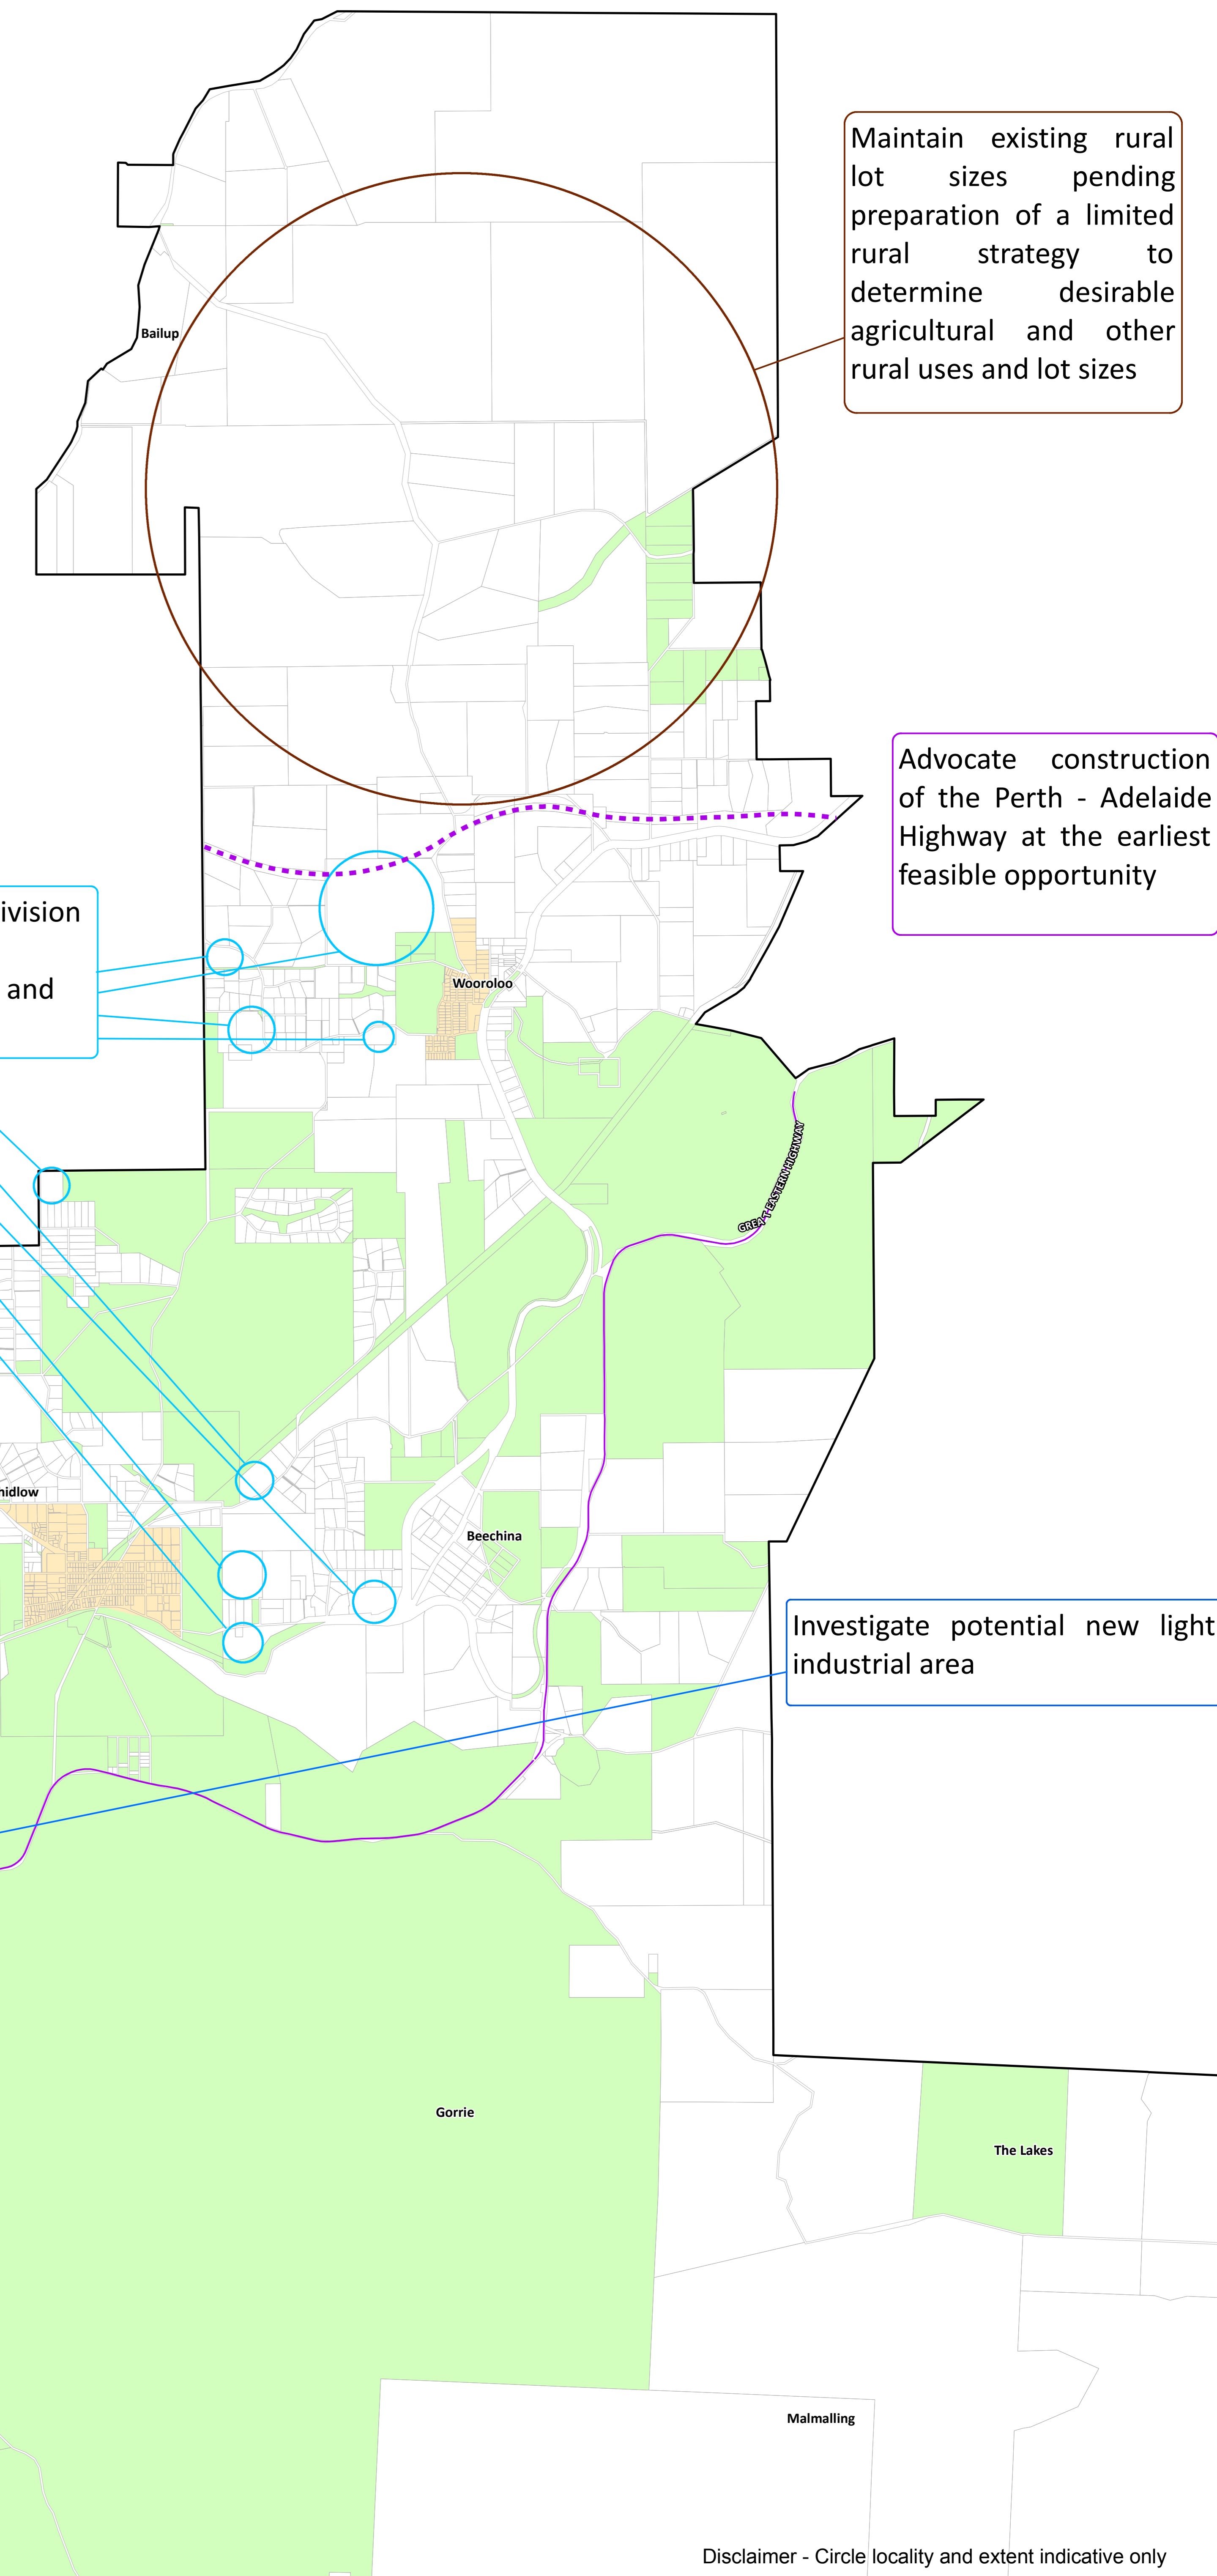 Maintain existing rural
lot sizes pending
preparation of a limited
rural strategy to
determine desirable
agricultural and other
rural uses and lot sizes
Bailup
Advocate construction
of the Perth - Adelaide
Highway at the earliest
feasible opportunity
ivision
and
Wooroloo
GREAT EASTERN HIGHWAY
hidlow
Beechina
Investigate potential new light
industrial area
Gorrie
The Lakes
Malmalling
Disclaimer - Circle locality and extent indicative only